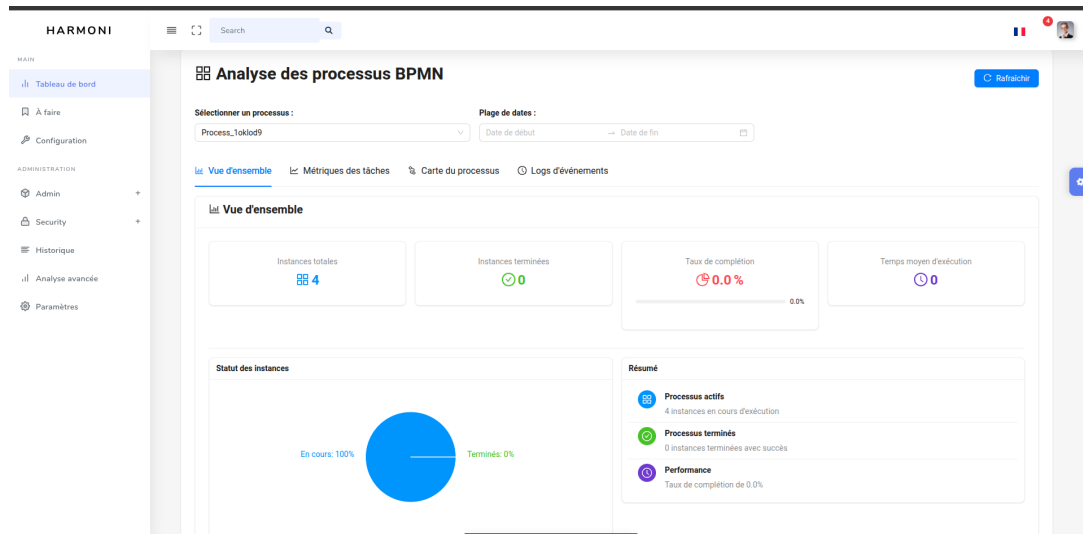 HARMONI
Search
4
MAIN
Tableau de bord
À faire
Configuration
ADMINISTRATION
Admin +
Security +
Historique
Analyse avancée
Paramètres
Analyse des processus BPMN
Rafraîchir
Sélectionner un processus :
Plage de dates :
Process_1oklod9
Date de début → Date de fin
Vue d'ensemble Métriques des tâches Carte du processus Logs d'événements
Vue d'ensemble
Instances totales
4
Instances terminées
0
Taux de complétion
0.0 %
0.0%
Temps moyen d'exécution
0
Statut des instances
En cours: 100%
Terminés: 0%
Résumé
Processus actifs
4 instances en cours d'exécution
Processus terminés
0 instances terminées avec succès
Performance
Taux de complétion de 0.0%